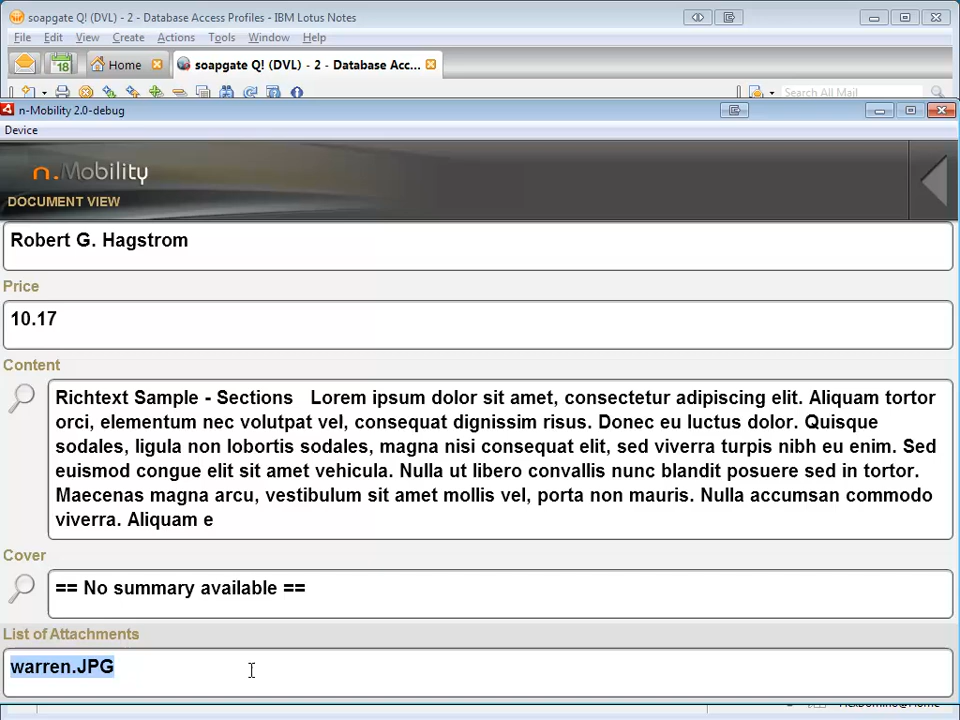 soapgate Q! (DVL) - 2 - Database Access Profiles - IBM Lotus Notes
File Edit View Create Actions Tools Window Help
18 Home soapgate Q! (DVL) - 2 - Database Acc...
Search All Mail
n-Mobility 2.0-debug
Device
n.Mobility
DOCUMENT VIEW
Robert G. Hagstrom
Price
10.17
Content
Richtext Sample - Sections Lorem ipsum dolor sit amet, consectetur adipiscing elit. Aliquam tortor
orci, elementum nec volutpat vel, consequat dignissim risus. Donec eu luctus dolor. Quisque
sodales, ligula non lobortis sodales, magna nisi consequat elit, sed viverra turpis nibh eu enim. Sed
euismod congue elit sit amet vehicula. Nulla ut libero convallis nunc blandit posuere sed in tortor.
Maecenas magna arcu, vestibulum sit amet mollis vel, porta non mauris. Nulla accumsan commodo
viverra. Aliquam e
Cover
== No summary available ==
List of Attachments
warren.JPG